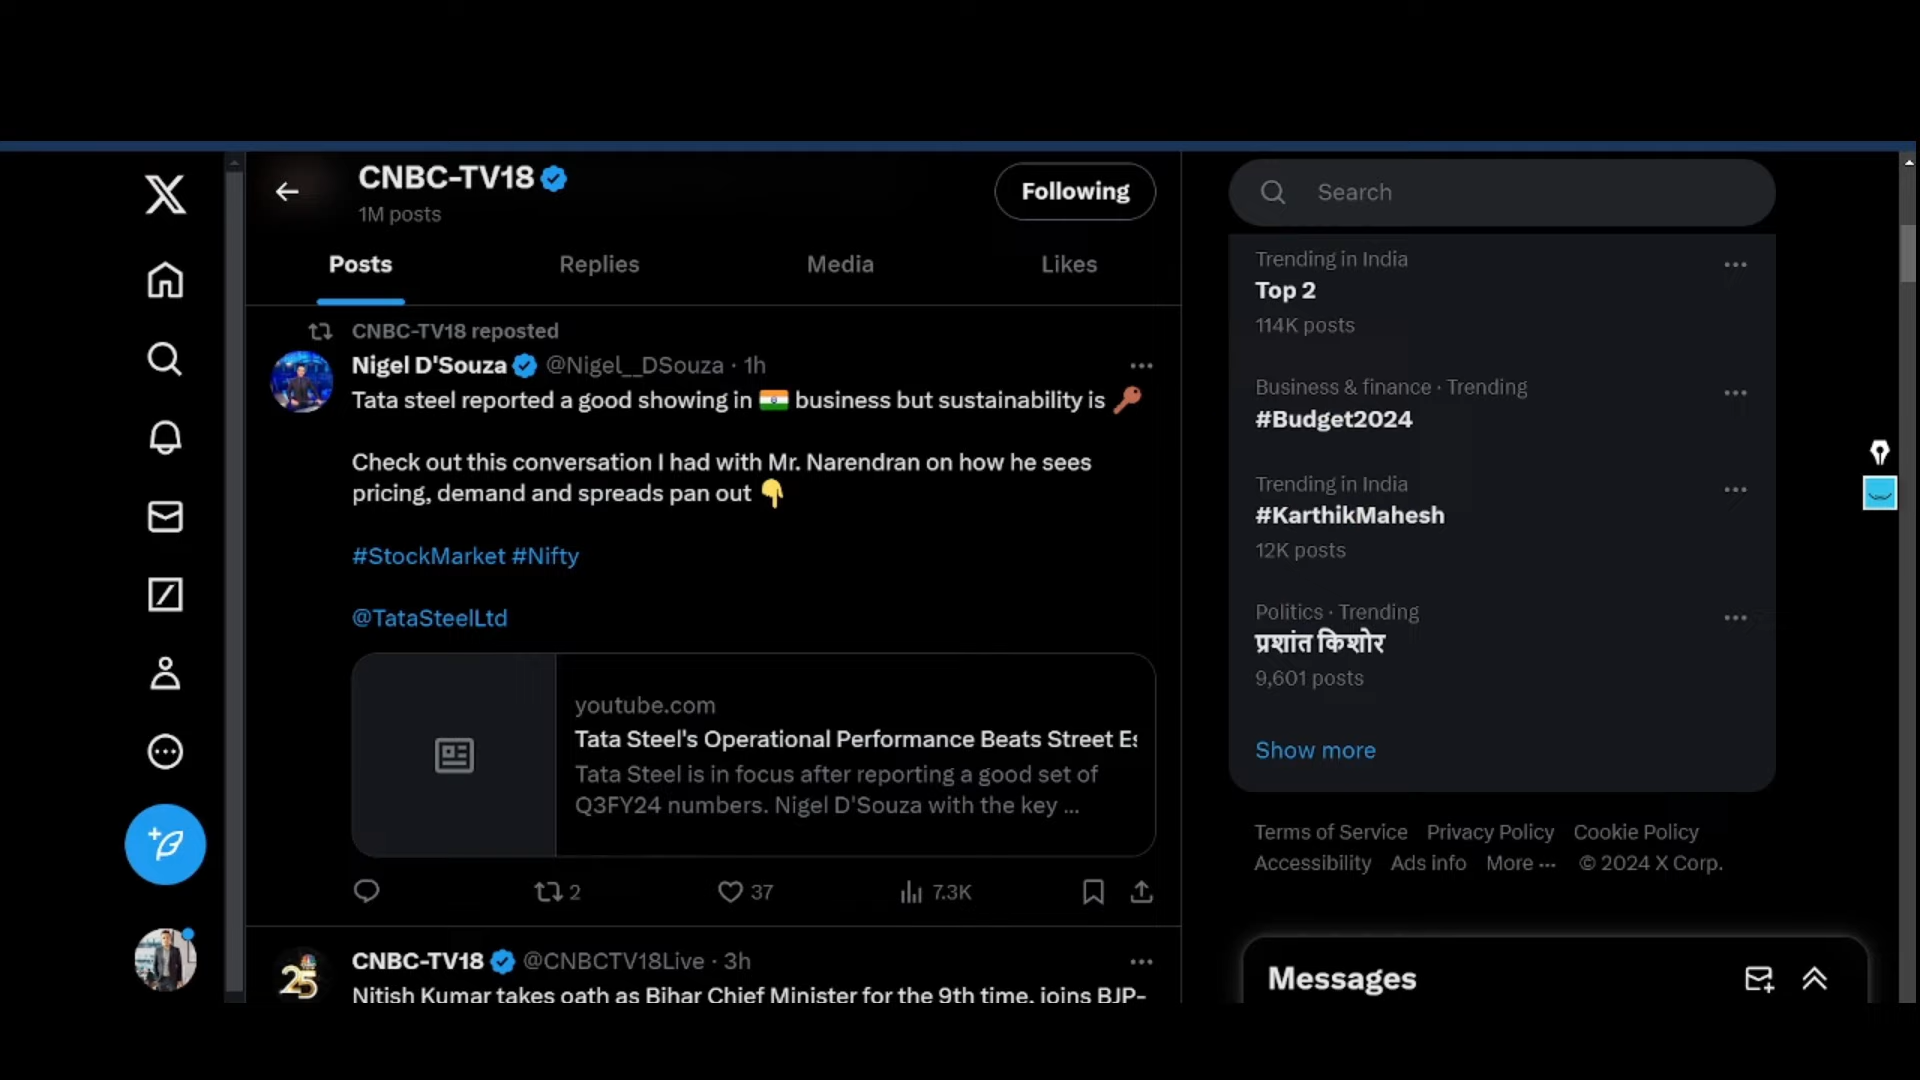 CNBC-TV18
1M posts
Following
Posts
Replies
Media
Likes
CNBC-TV18 reposted
Nigel D'Souza @Nigel__DSouza · 1h
Tata steel reported a good showing in 🇮🇳 business but sustainability is 🔑
Check out this conversation I had with Mr. Narendran on how he sees
pricing, demand and spreads pan out 👇
#StockMarket #Nifty
@TataSteelLtd
youtube.com
Tata Steel's Operational Performance Beats Street Es
Tata Steel is in focus after reporting a good set of
Q3FY24 numbers. Nigel D'Souza with the key ...
2
37
7.3K
25
CNBC-TV18 @CNBCTV18Live · 3h
Nitish Kumar takes oath as Bihar Chief Minister for the 9th time, joins BJP-
Search
Trending in India
Top 2
114K posts
Business & finance · Trending
#Budget2024
Trending in India
#KarthikMahesh
12K posts
Politics · Trending
प्रशांत किशोर
9,601 posts
Show more
Terms of Service Privacy Policy Cookie Policy
Accessibility Ads info More ··· © 2024 X Corp.
Messages